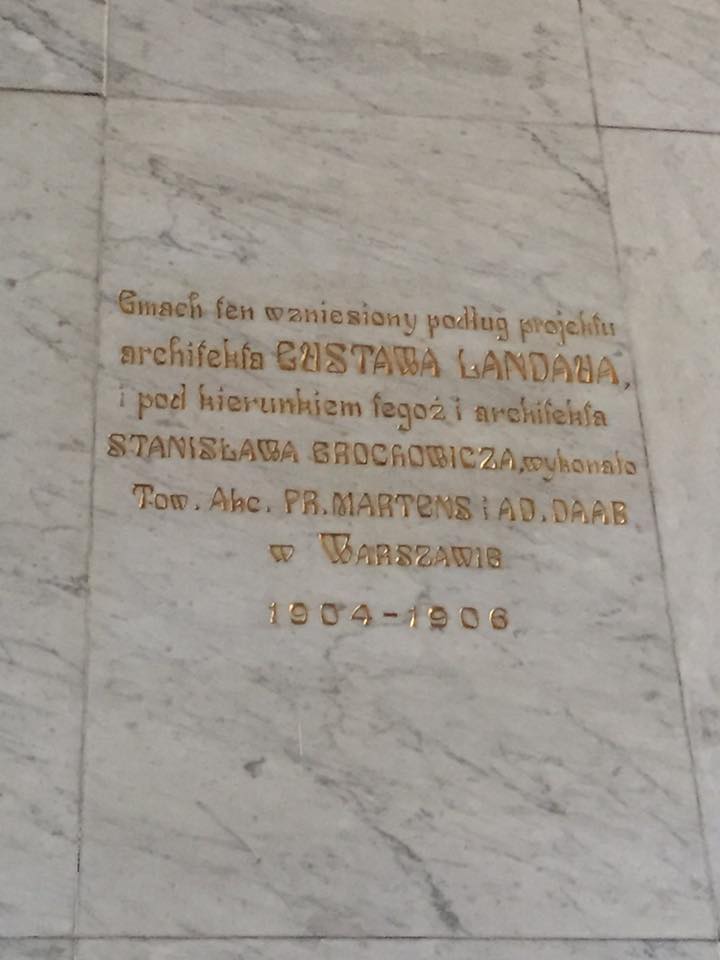 Gmach ten wzniesiony podług projektu
architekta GUSTAWA LANDAUA,
i pod kierunkiem tegoż i architekta
STANISŁAWA GROCHOWICZA, wykonało
Tow. Akc. FR. MARTENS i AD. DAAB
w WARSZAWIE
1904-1906